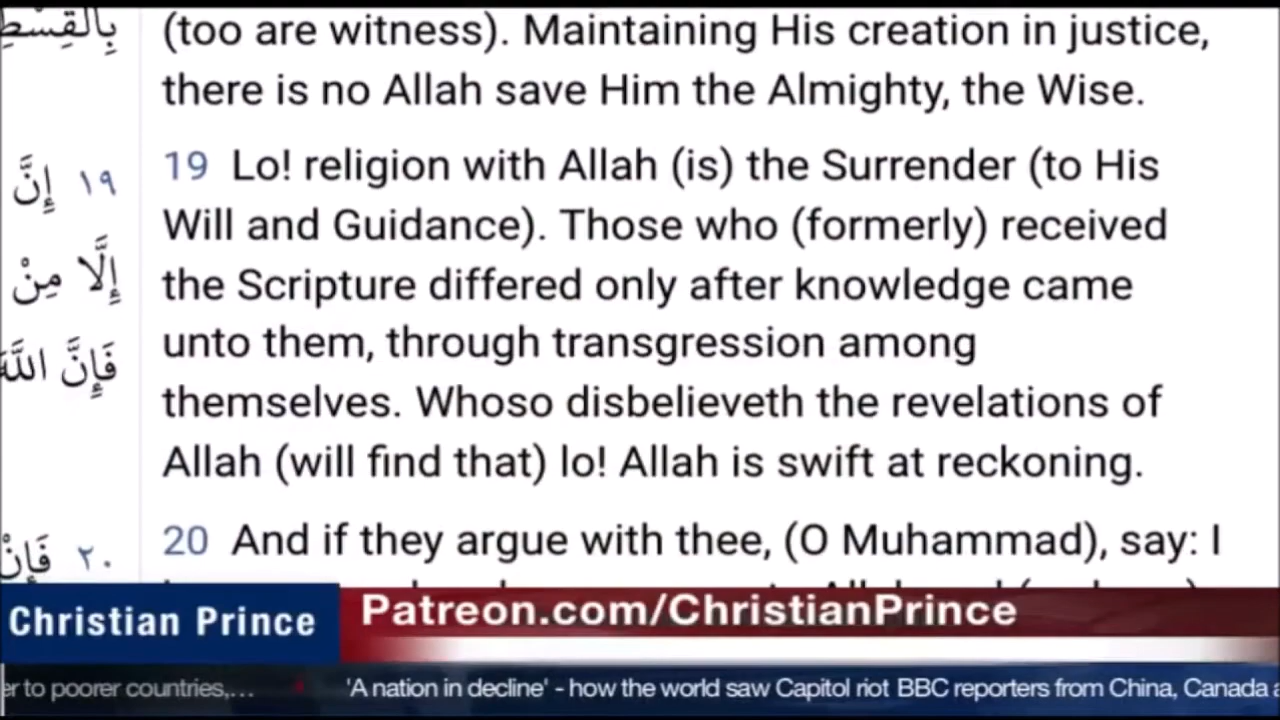 بِالْقِسْطِ
(too are witness). Maintaining His creation in justice,
there is no Allah save Him the Almighty, the Wise.
١٩ إِنَّ
19 Lo! religion with Allah (is) the Surrender (to His
Will and Guidance). Those who (formerly) received
إِلَّا مِنْ
the Scripture differed only after knowledge came
unto them, through transgression among
فَإِنَّ اللَّهَ
themselves. Whoso disbelieveth the revelations of
Allah (will find that) lo! Allah is swift at reckoning.
٢٠ فَإِنْ
20 And if they argue with thee, (O Muhammad), say: I
Christian Prince
Patreon.com/ChristianPrince
er to poorer countries,... 'A nation in decline' - how the world saw Capitol riot BBC reporters from China, Canada a